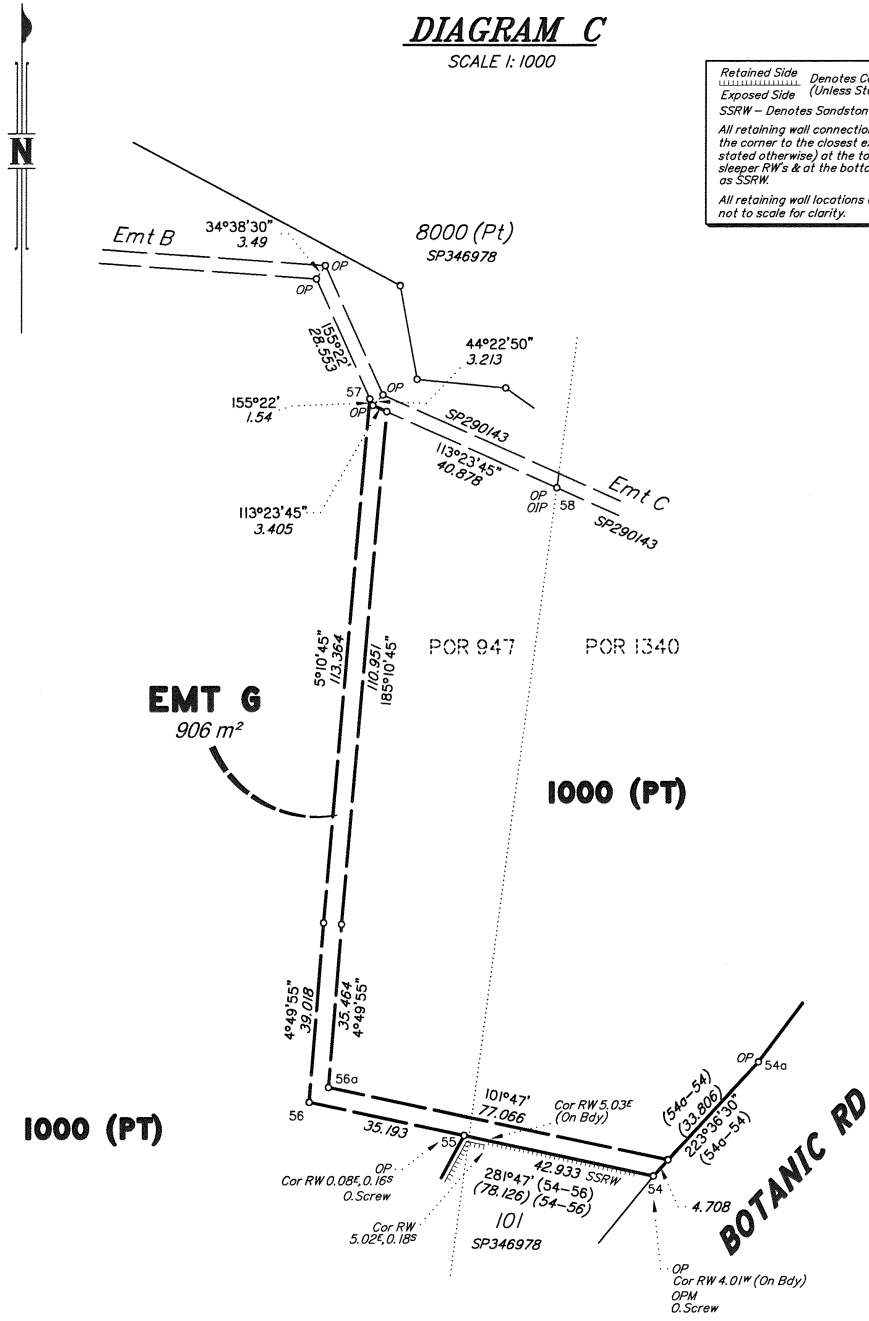 DIAGRAM C
SCALE 1:1000
N
Retained Side
Exposed Side
Denotes
(Unless
SSRW – Denotes
All retaining wall
the corner to the closest
stated otherwise) at the
sleeper RW's & at the
as SSRW.
All retaining wall locations
not to scale for clarity.
Emt B
34°38'30"
3.49
8000 (Pt)
SP346978
OP
OP
155°22'
28.553
44°22'50"
3.213
57
OP
155°22'
1.54
OP
SP290143
113°23'45"
40.878
Emt C
OP
OIP
58
SP290143
113°23'45"
3.405
5°10'45"
113.364
110.951
185°10'45"
POR 947
POR 1340
EMT G
906 m²
1000 (PT)
4°49'55"
39.018
35.464
4°49'55"
56a
56
101°47'
77.066
Cor RW 5.03ᴱ
(On Bdy)
OP
54a
(54a–54)
(33.806)
223°36'30"
(54a–54)
1000 (PT)
35.193
55
OP
Cor RW 0.08ᴱ,0.16ˢ
O.Screw
42.933 SSRW
281°47' (54–56)
(78.126) (54–56)
54
4.708
BOTANIC RD
Cor RW
5.02ᴱ,0.18ˢ
101
SP346978
OP
Cor RW 4.01ᵂ (On Bdy)
OPM
O.Screw